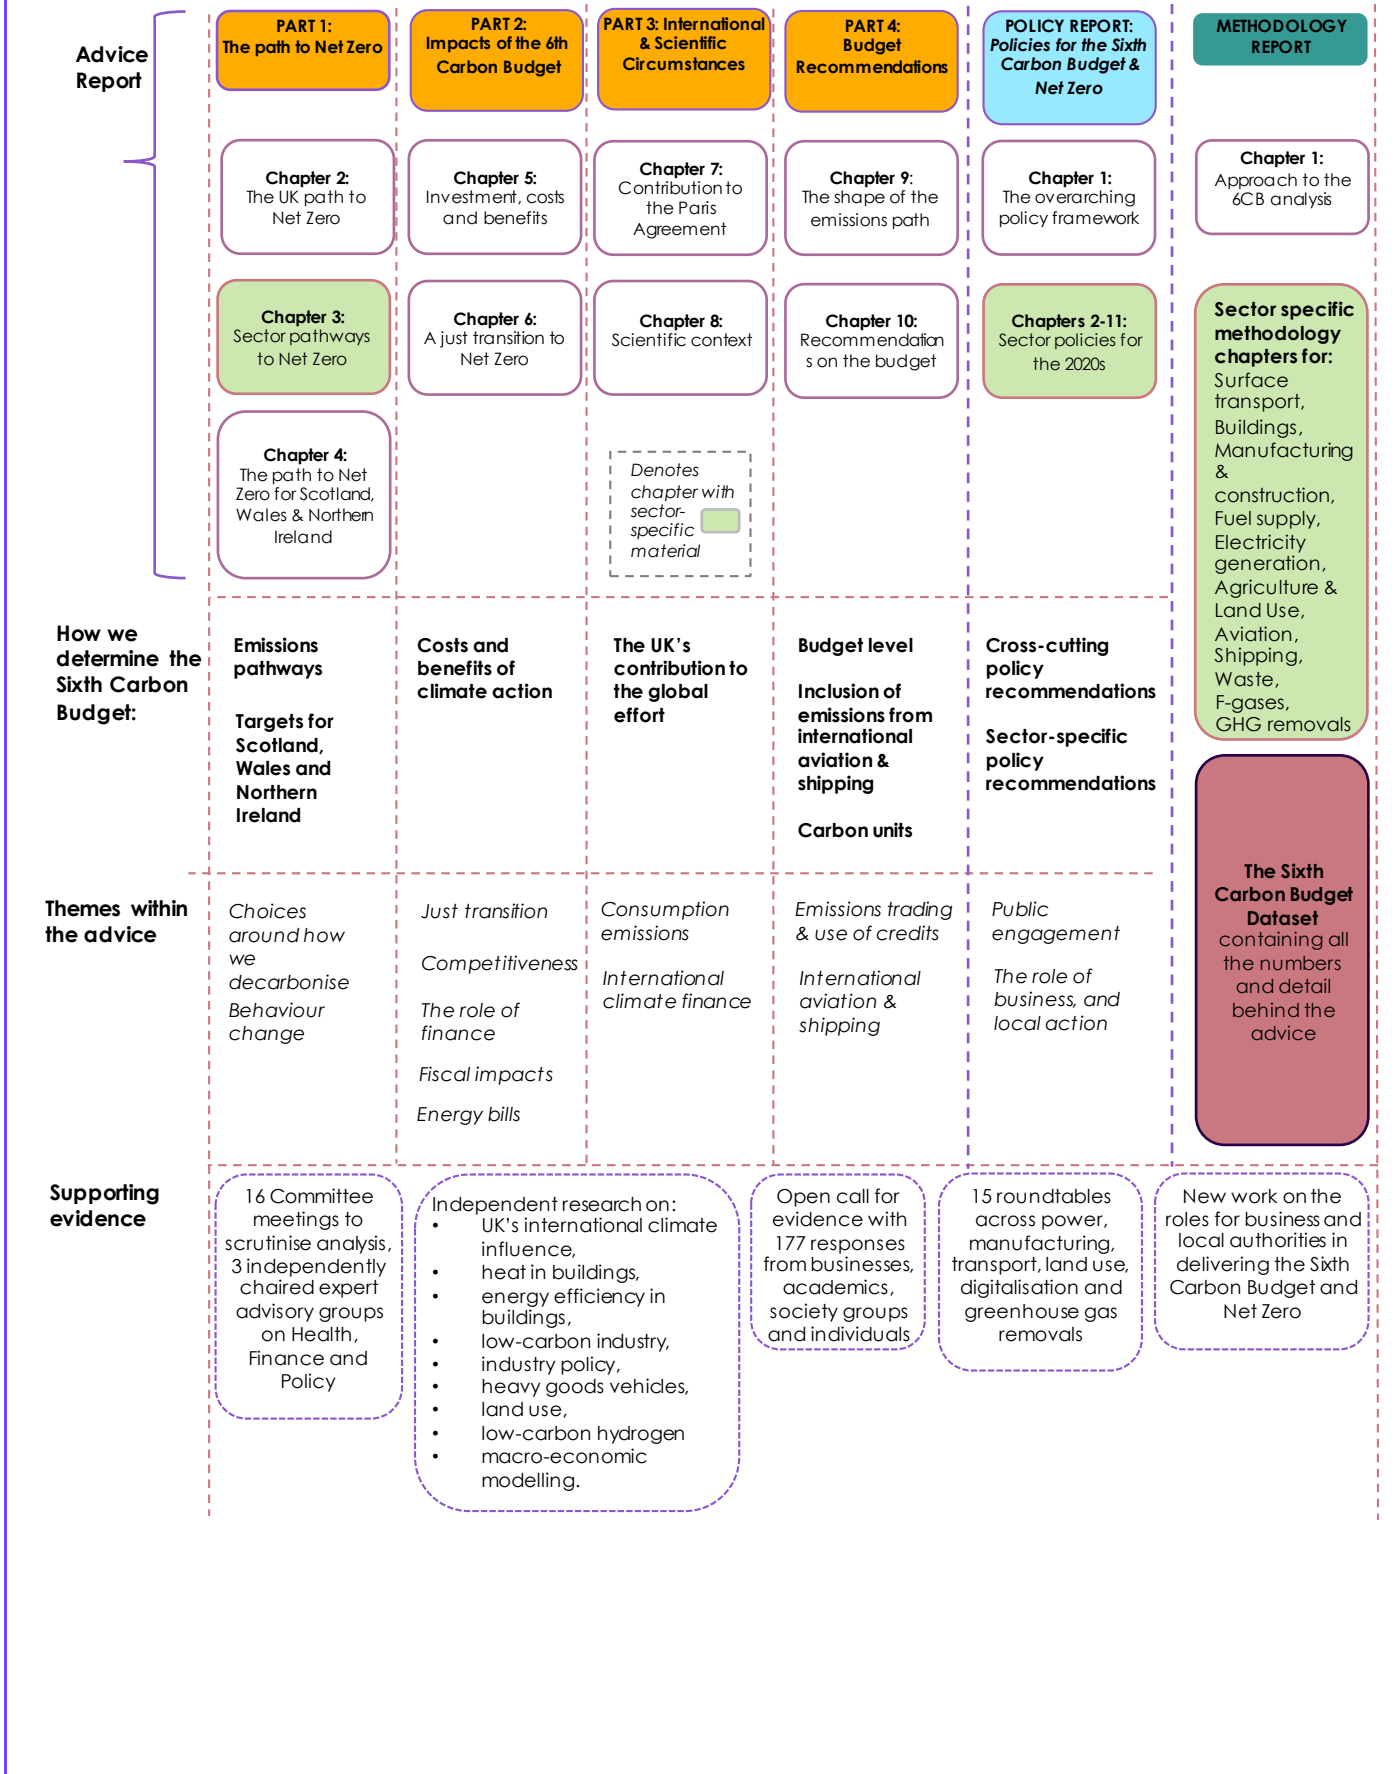 Advice
Report
PART 1:
The path to Net Zero
PART 2:
Impacts of the 6th
Carbon Budget
PART 3: International
& Scientific
Circumstances
PART 4:
Budget
Recommendations
POLICY REPORT:
Policies for the Sixth
Carbon Budget &
Net Zero
METHODOLOGY
REPORT
Chapter 2:
The UK path to
Net Zero
Chapter 5:
Investment, costs
and benefits
Chapter 7:
Contribution to
the Paris
Agreement
Chapter 9:
The shape of the
emissions path
Chapter 1:
The overarching
policy framework
Chapter 1:
Approach to the
6CB analysis
Chapter 3:
Sector pathways
to Net Zero
Chapter 6:
A just transition to
Net Zero
Chapter 8:
Scientific context
Chapter 10:
Recommendation
s on the budget
Chapters 2-11:
Sector policies for
the 2020s
Sector specific
methodology
chapters for:
Surface
transport,
Buildings,
Manufacturing
&
construction,
Fuel supply,
Electricity
generation,
Agriculture &
Land Use,
Aviation,
Shipping,
Waste,
F-gases,
GHG removals
Chapter 4:
The path to Net
Zero for Scotland,
Wales & Northern
Ireland
Denotes
chapter with
sector-
specific
material
How we
determine the
Sixth Carbon
Budget:
Emissions
pathways
Targets for
Scotland,
Wales and
Northern
Ireland
Costs and
benefits of
climate action
The UK's
contribution to
the global
effort
Budget level
Inclusion of
emissions from
international
aviation &
shipping
Carbon units
Cross-cutting
policy
recommendations
Sector-specific
policy
recommendations
The Sixth
Carbon Budget
Dataset
containing all
the numbers
and detail
behind the
advice
Themes within
the advice
Choices
around how
we
decarbonise
Behaviour
change
Just transition
Competitiveness
The role of
finance
Fiscal impacts
Energy bills
Consumption
emissions
International
climate finance
Emissions trading
& use of credits
International
aviation &
shipping
Public
engagement
The role of
business, and
local action
Supporting
evidence
16 Committee
meetings to
scrutinise analysis,
3 independently
chaired expert
advisory groups
on Health,
Finance and
Policy
Independent research on:
• UK's international climate
influence,
• heat in buildings,
• energy efficiency in
buildings,
• low-carbon industry,
• industry policy,
• heavy goods vehicles,
• land use,
• low-carbon hydrogen
• macro-economic
modelling.
Open call for
evidence with
177 responses
from businesses,
academics,
society groups
and individuals
15 roundtables
across power,
manufacturing,
transport, land use,
digitalisation and
greenhouse gas
removals
New work on the
roles for business and
local authorities in
delivering the Sixth
Carbon Budget and
Net Zero